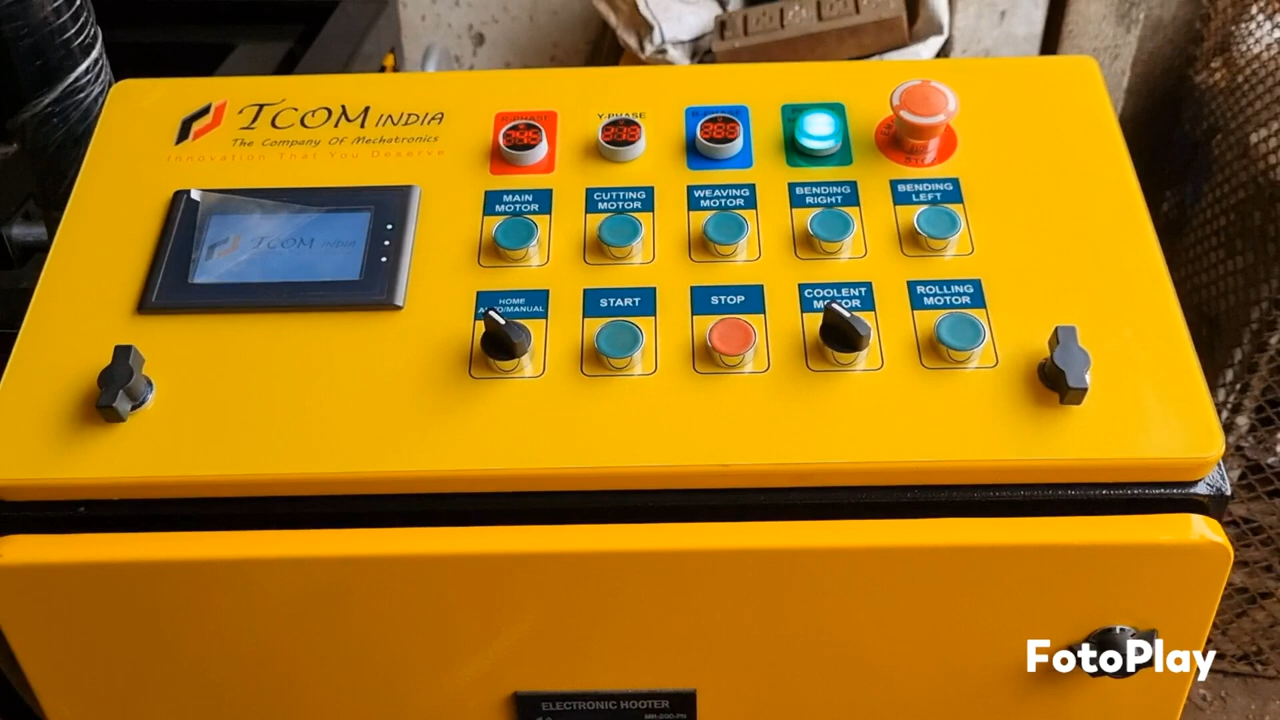 TCOM INDIA
The Company Of Mechatronics
Innovation That You Deserve
R-PHASE
Y-PHASE
TCOM INDIA
MAIN
MOTOR
CUTTING
MOTOR
WEAVING
MOTOR
BENDING
RIGHT
BENDING
LEFT
HOME
AUTO/MANUAL
START
STOP
COOLENT
MOTOR
ROLLING
MOTOR
FotoPlay
ELECTRONIC HOOTER